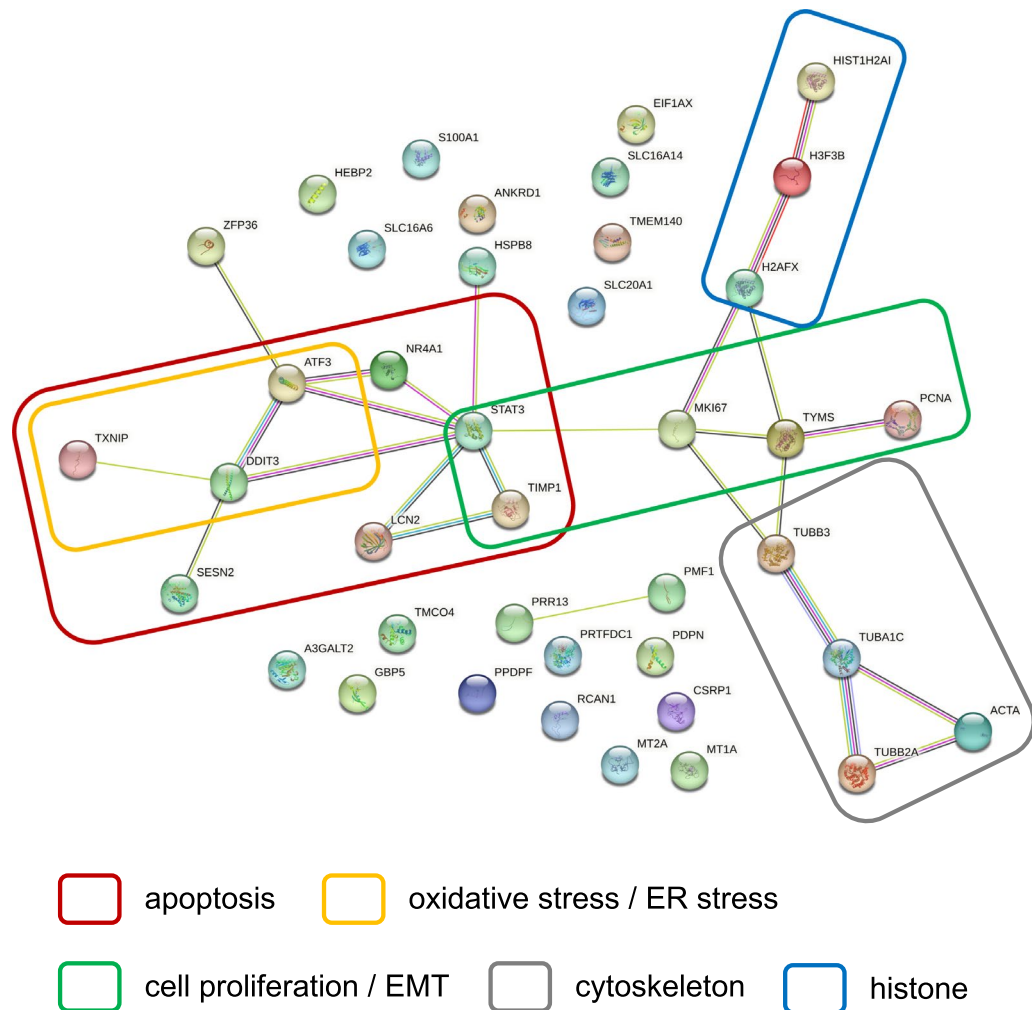 HIST1H2AI
EIF1AX
S100A1
SLC16A14
H3F3B
HEBP2
ANKRD1
ZFP36
SLC16A6
TMEM140
HSPB8
H2AFX
SLC20A1
NR4A1
ATF3
STAT3
MKI67
TYMS
PCNA
TXNIP
DDIT3
TIMP1
LCN2
TUBB3
SESN2
PMF1
PRR13
TMCO4
PRTFDC1
PDPN
TUBA1C
A3GALT2
GBP5
PPDPF
RCAN1
CSRP1
ACTA
MT2A
MT1A
TUBB2A
apoptosis
oxidative stress / ER stress
cell proliferation / EMT
cytoskeleton
histone